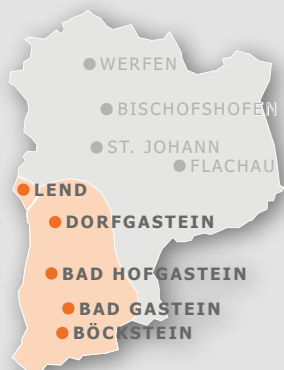 WERFEN
BISCHOFSHOFEN
ST. JOHANN
FLACHAU
LEND
DORFGASTEIN
BAD HOFGASTEIN
BAD GASTEIN
BÖCKSTEIN